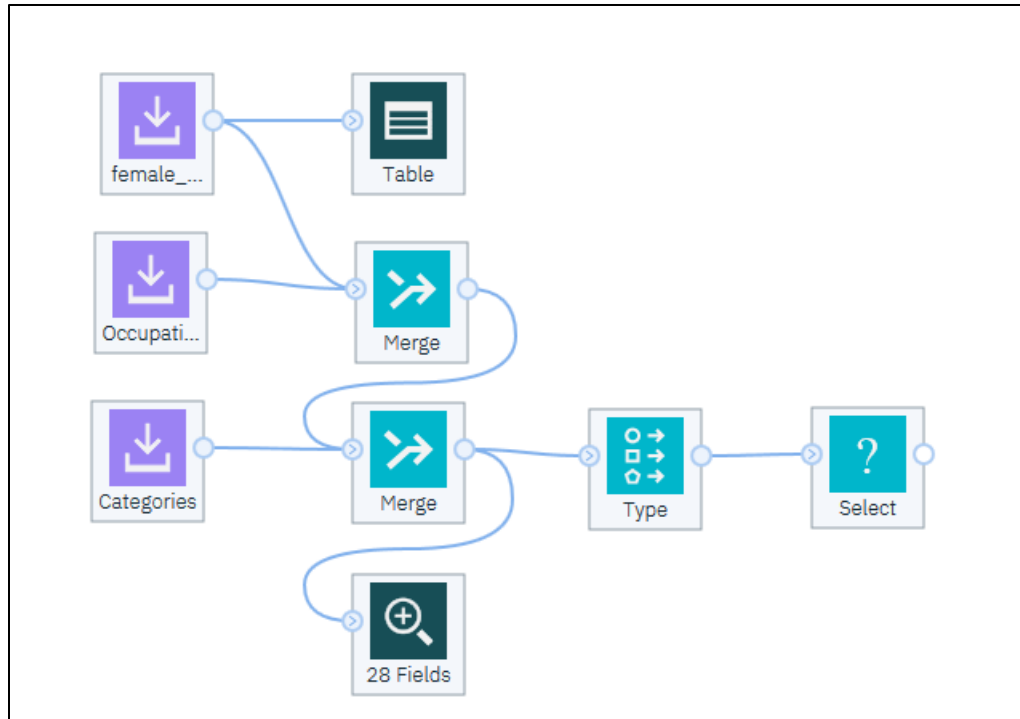 female_...
Table
Occupati...
Merge
Categories
Merge
Type
?
Select
28 Fields